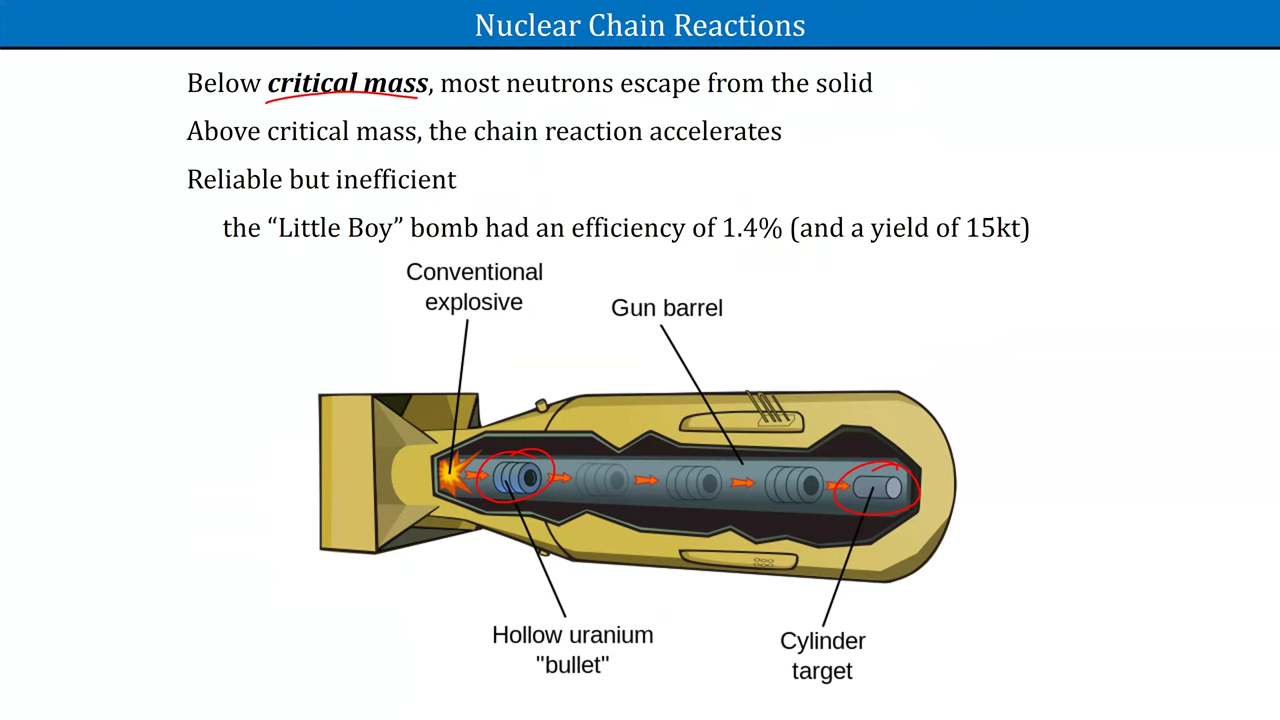 Nuclear Chain Reactions
Below critical mass, most neutrons escape from the solid
Above critical mass, the chain reaction accelerates
Reliable but inefficient
the “Little Boy” bomb had an efficiency of 1.4% (and a yield of 15kt)
Conventional
explosive
Gun barrel
Hollow uranium
"bullet"
Cylinder
target